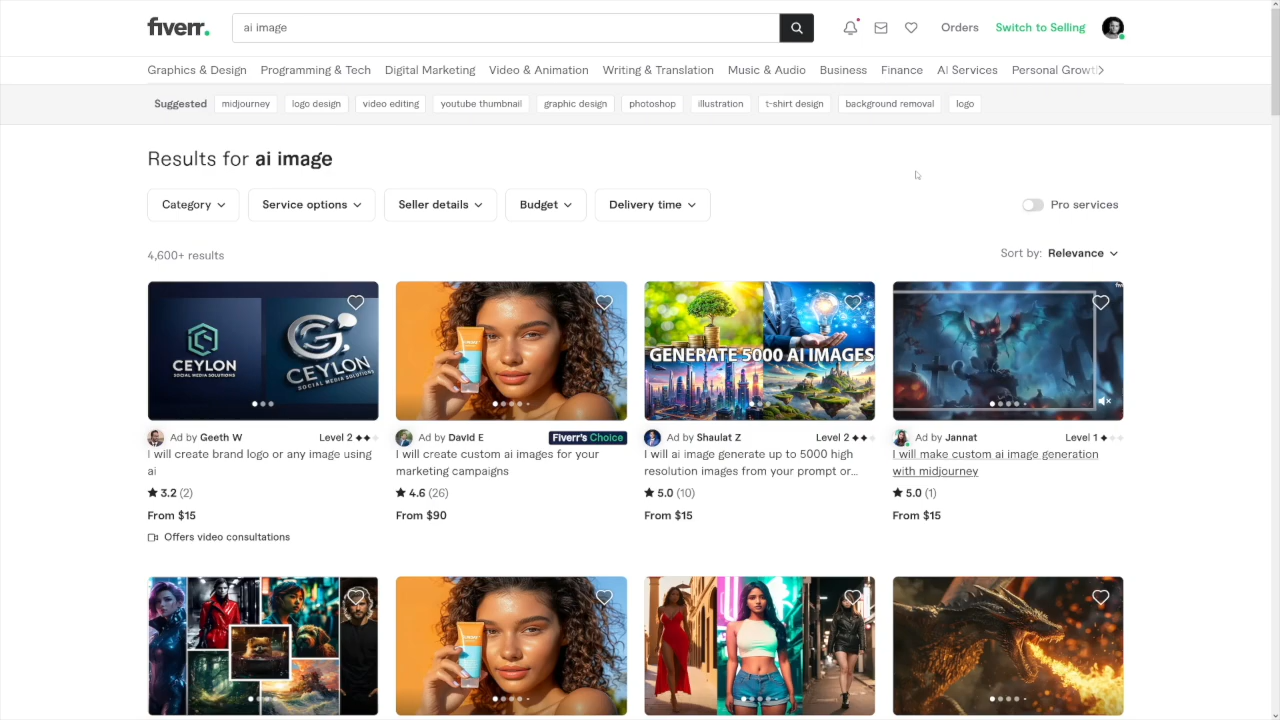 fiverr.
ai image
Orders
Switch to Selling
Graphics & Design
Programming & Tech
Digital Marketing
Video & Animation
Writing & Translation
Music & Audio
Business
Finance
AI Services
Personal Growt
Suggested
midjourney
logo design
video editing
youtube thumbnail
graphic design
photoshop
illustration
t-shirt design
background removal
logo
Results for ai image
Category
Service options
Seller details
Budget
Delivery time
Pro services
4,600+ results
Sort by: Relevance
CEYLON
SOCIAL MEDIA SOLUTIONS
CEYLON
SOCIAL MEDIA SOLUTIONS
Ad by Geeth W
Level 2
I will create brand logo or any image using
ai
3.2 (2)
From $15
Offers video consultations
Ad by David E
Fiverr's Choice
I will create custom ai images for your
marketing campaigns
4.6 (26)
From $90
GENERATE 5000 AI IMAGES
Ad by Shaulat Z
Level 2
I will ai image generate up to 5000 high
resolution images from your prompt or...
5.0 (10)
From $15
Ad by Jannat
Level 1
I will make custom ai image generation
with midjourney
5.0 (1)
From $15